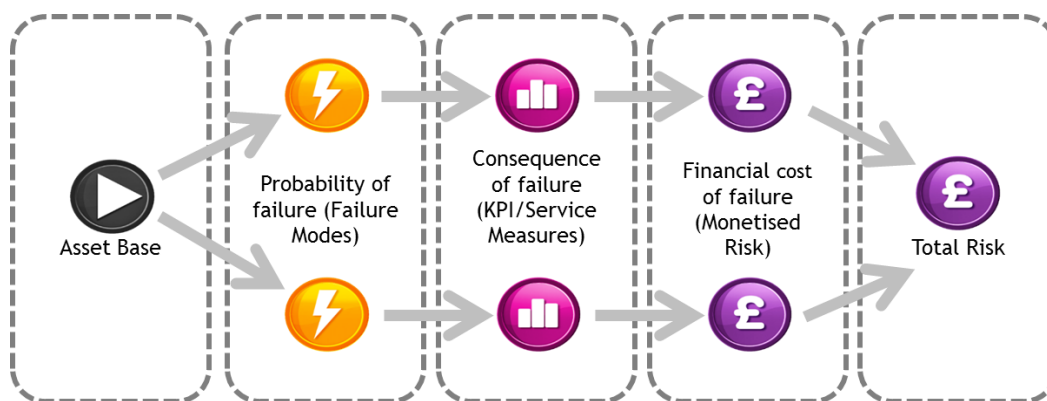 Asset Base
Probability of
failure (Failure
Modes)
Consequence
of failure
(KPI/Service
Measures)
Financial cost
of failure
(Monetised
Risk)
Total Risk
£
£
£